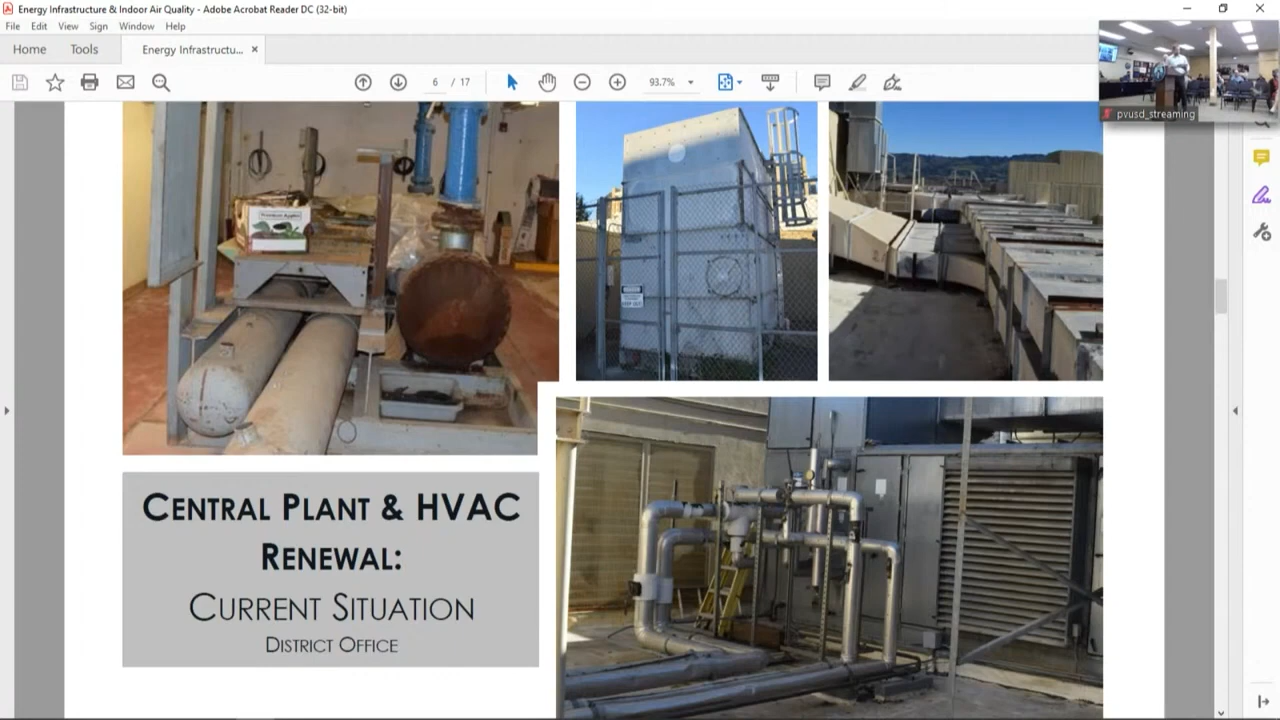 Energy Infrastructure & Indoor Air Quality - Adobe Acrobat Reader DC (32-bit)
File Edit View Sign Window Help
Home Tools Energy Infrastructu... ×
6 / 17 93.7%
pvusd_streaming
CENTRAL PLANT & HVAC
RENEWAL:
CURRENT SITUATION
DISTRICT OFFICE